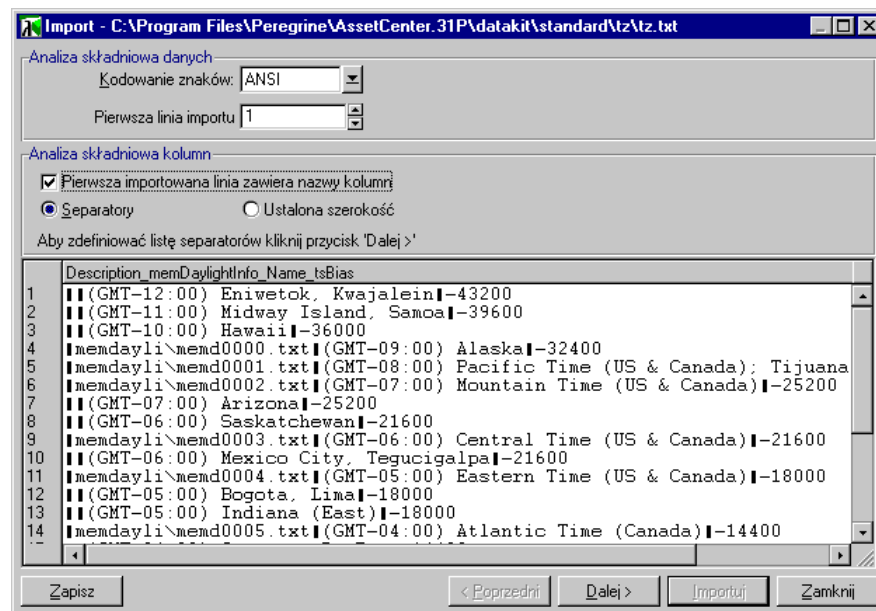 Import - C:\Program Files\Peregrine\AssetCenter.31P\datakit\standard\tz\tz.txt
Analiza składniowa danych
Kodowanie znaków: ANSI
Pierwsza linia importu 1
Analiza składniowa kolumn
Pierwsza importowana linia zawiera nazwy kolumn
Separatory Ustalona szerokość
Aby zdefiniować listę separatorów kliknij przycisk 'Dalej >'
Description_memDaylightInfo_Name_tsBias
1 ▮▮(GMT-12:00) Eniwetok, Kwajalein▮-43200
2 ▮▮(GMT-11:00) Midway Island, Samoa▮-39600
3 ▮▮(GMT-10:00) Hawaii▮-36000
4 ▮memdayli\memd0000.txt▮(GMT-09:00) Alaska▮-32400
5 ▮memdayli\memd0001.txt▮(GMT-08:00) Pacific Time (US & Canada); Tijuana
6 ▮memdayli\memd0002.txt▮(GMT-07:00) Mountain Time (US & Canada)▮-25200
7 ▮▮(GMT-07:00) Arizona▮-25200
8 ▮▮(GMT-06:00) Saskatchewan▮-21600
9 ▮memdayli\memd0003.txt▮(GMT-06:00) Central Time (US & Canada)▮-21600
10 ▮▮(GMT-06:00) Mexico City, Tegucigalpa▮-21600
11 ▮memdayli\memd0004.txt▮(GMT-05:00) Eastern Time (US & Canada)▮-18000
12 ▮▮(GMT-05:00) Bogota, Lima▮-18000
13 ▮▮(GMT-05:00) Indiana (East)▮-18000
14 ▮memdayli\memd0005.txt▮(GMT-04:00) Atlantic Time (Canada)▮-14400
Zapisz < Poprzedni Dalej > Importuj Zamknij